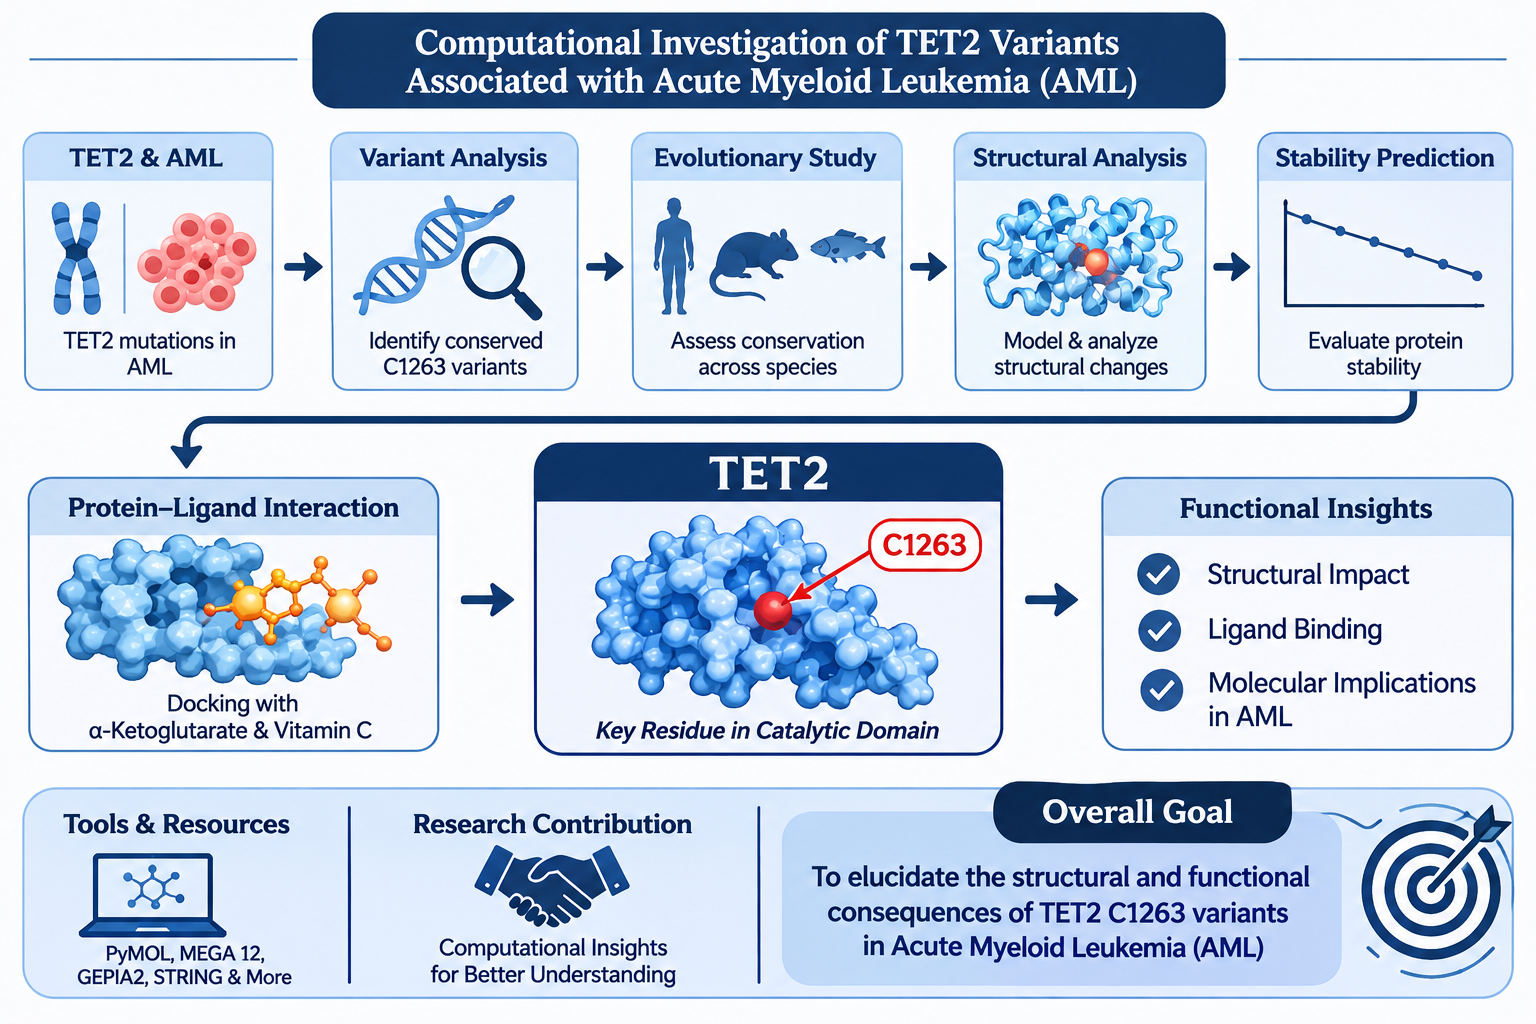 Computational Investigation of TET2 Variants
Associated with Acute Myeloid Leukemia (AML)
TET2 & AML
TET2 mutations in
AML
Variant Analysis
Identify conserved
C1263 variants
Evolutionary Study
Assess conservation
across species
Structural Analysis
Model & analyze
structural changes
Stability Prediction
Evaluate protein
stability
Protein–Ligand Interaction
Docking with
α-Ketoglutarate & Vitamin C
TET2
C1263
Key Residue in Catalytic Domain
Functional Insights
Structural Impact
Ligand Binding
Molecular Implications
in AML
Tools & Resources
PyMOL, MEGA 12,
GEPIA2, STRING & More
Research Contribution
Computational Insights
for Better Understanding
Overall Goal
To elucidate the structural and functional
consequences of TET2 C1263 variants
in Acute Myeloid Leukemia (AML)